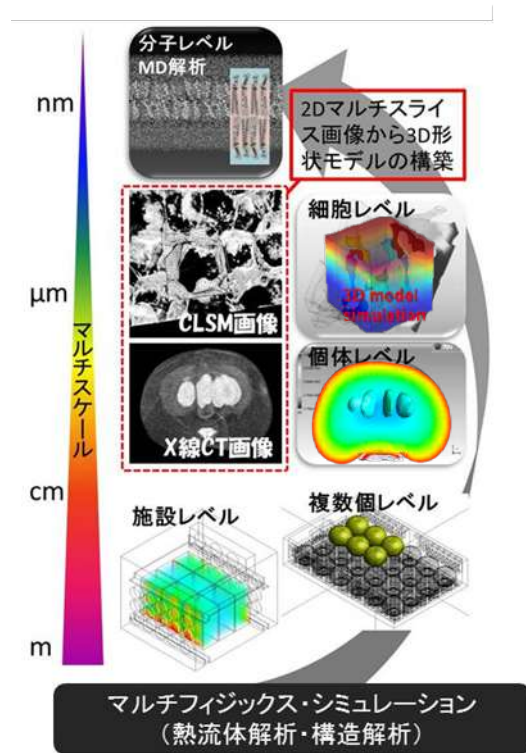 分子レベル
MD解析
nm
2Dマルチスラ
イス画像から3D形
状モデルの構築
細胞レベル
μm
3D model
simulation
CLSM画像
マルチスケール
個体レベル
X線CT画像
cm
施設レベル
複数個レベル
m
マルチフィジックス・シミュレーション
（熱流体解析・構造解析）